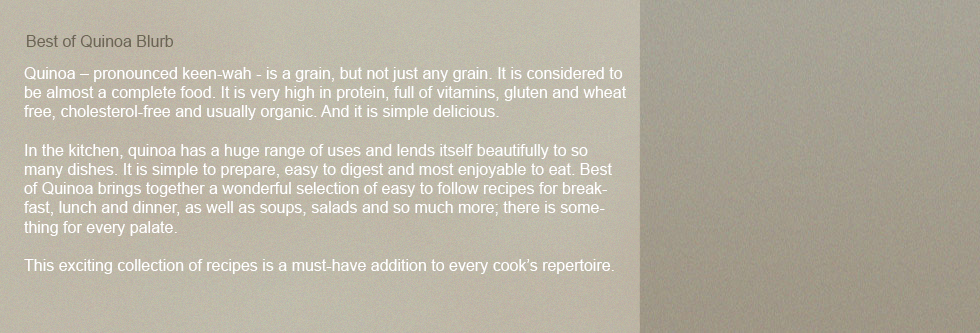 Best of Quinoa Blurb
Quinoa – pronounced keen-wah - is a grain, but not just any grain. It is considered to
be almost a complete food. It is very high in protein, full of vitamins, gluten and wheat
free, cholesterol-free and usually organic. And it is simple delicious.
In the kitchen, quinoa has a huge range of uses and lends itself beautifully to so
many dishes. It is simple to prepare, easy to digest and most enjoyable to eat. Best
of Quinoa brings together a wonderful selection of easy to follow recipes for break-
fast, lunch and dinner, as well as soups, salads and so much more; there is some-
thing for every palate.
This exciting collection of recipes is a must-have addition to every cook’s repertoire.